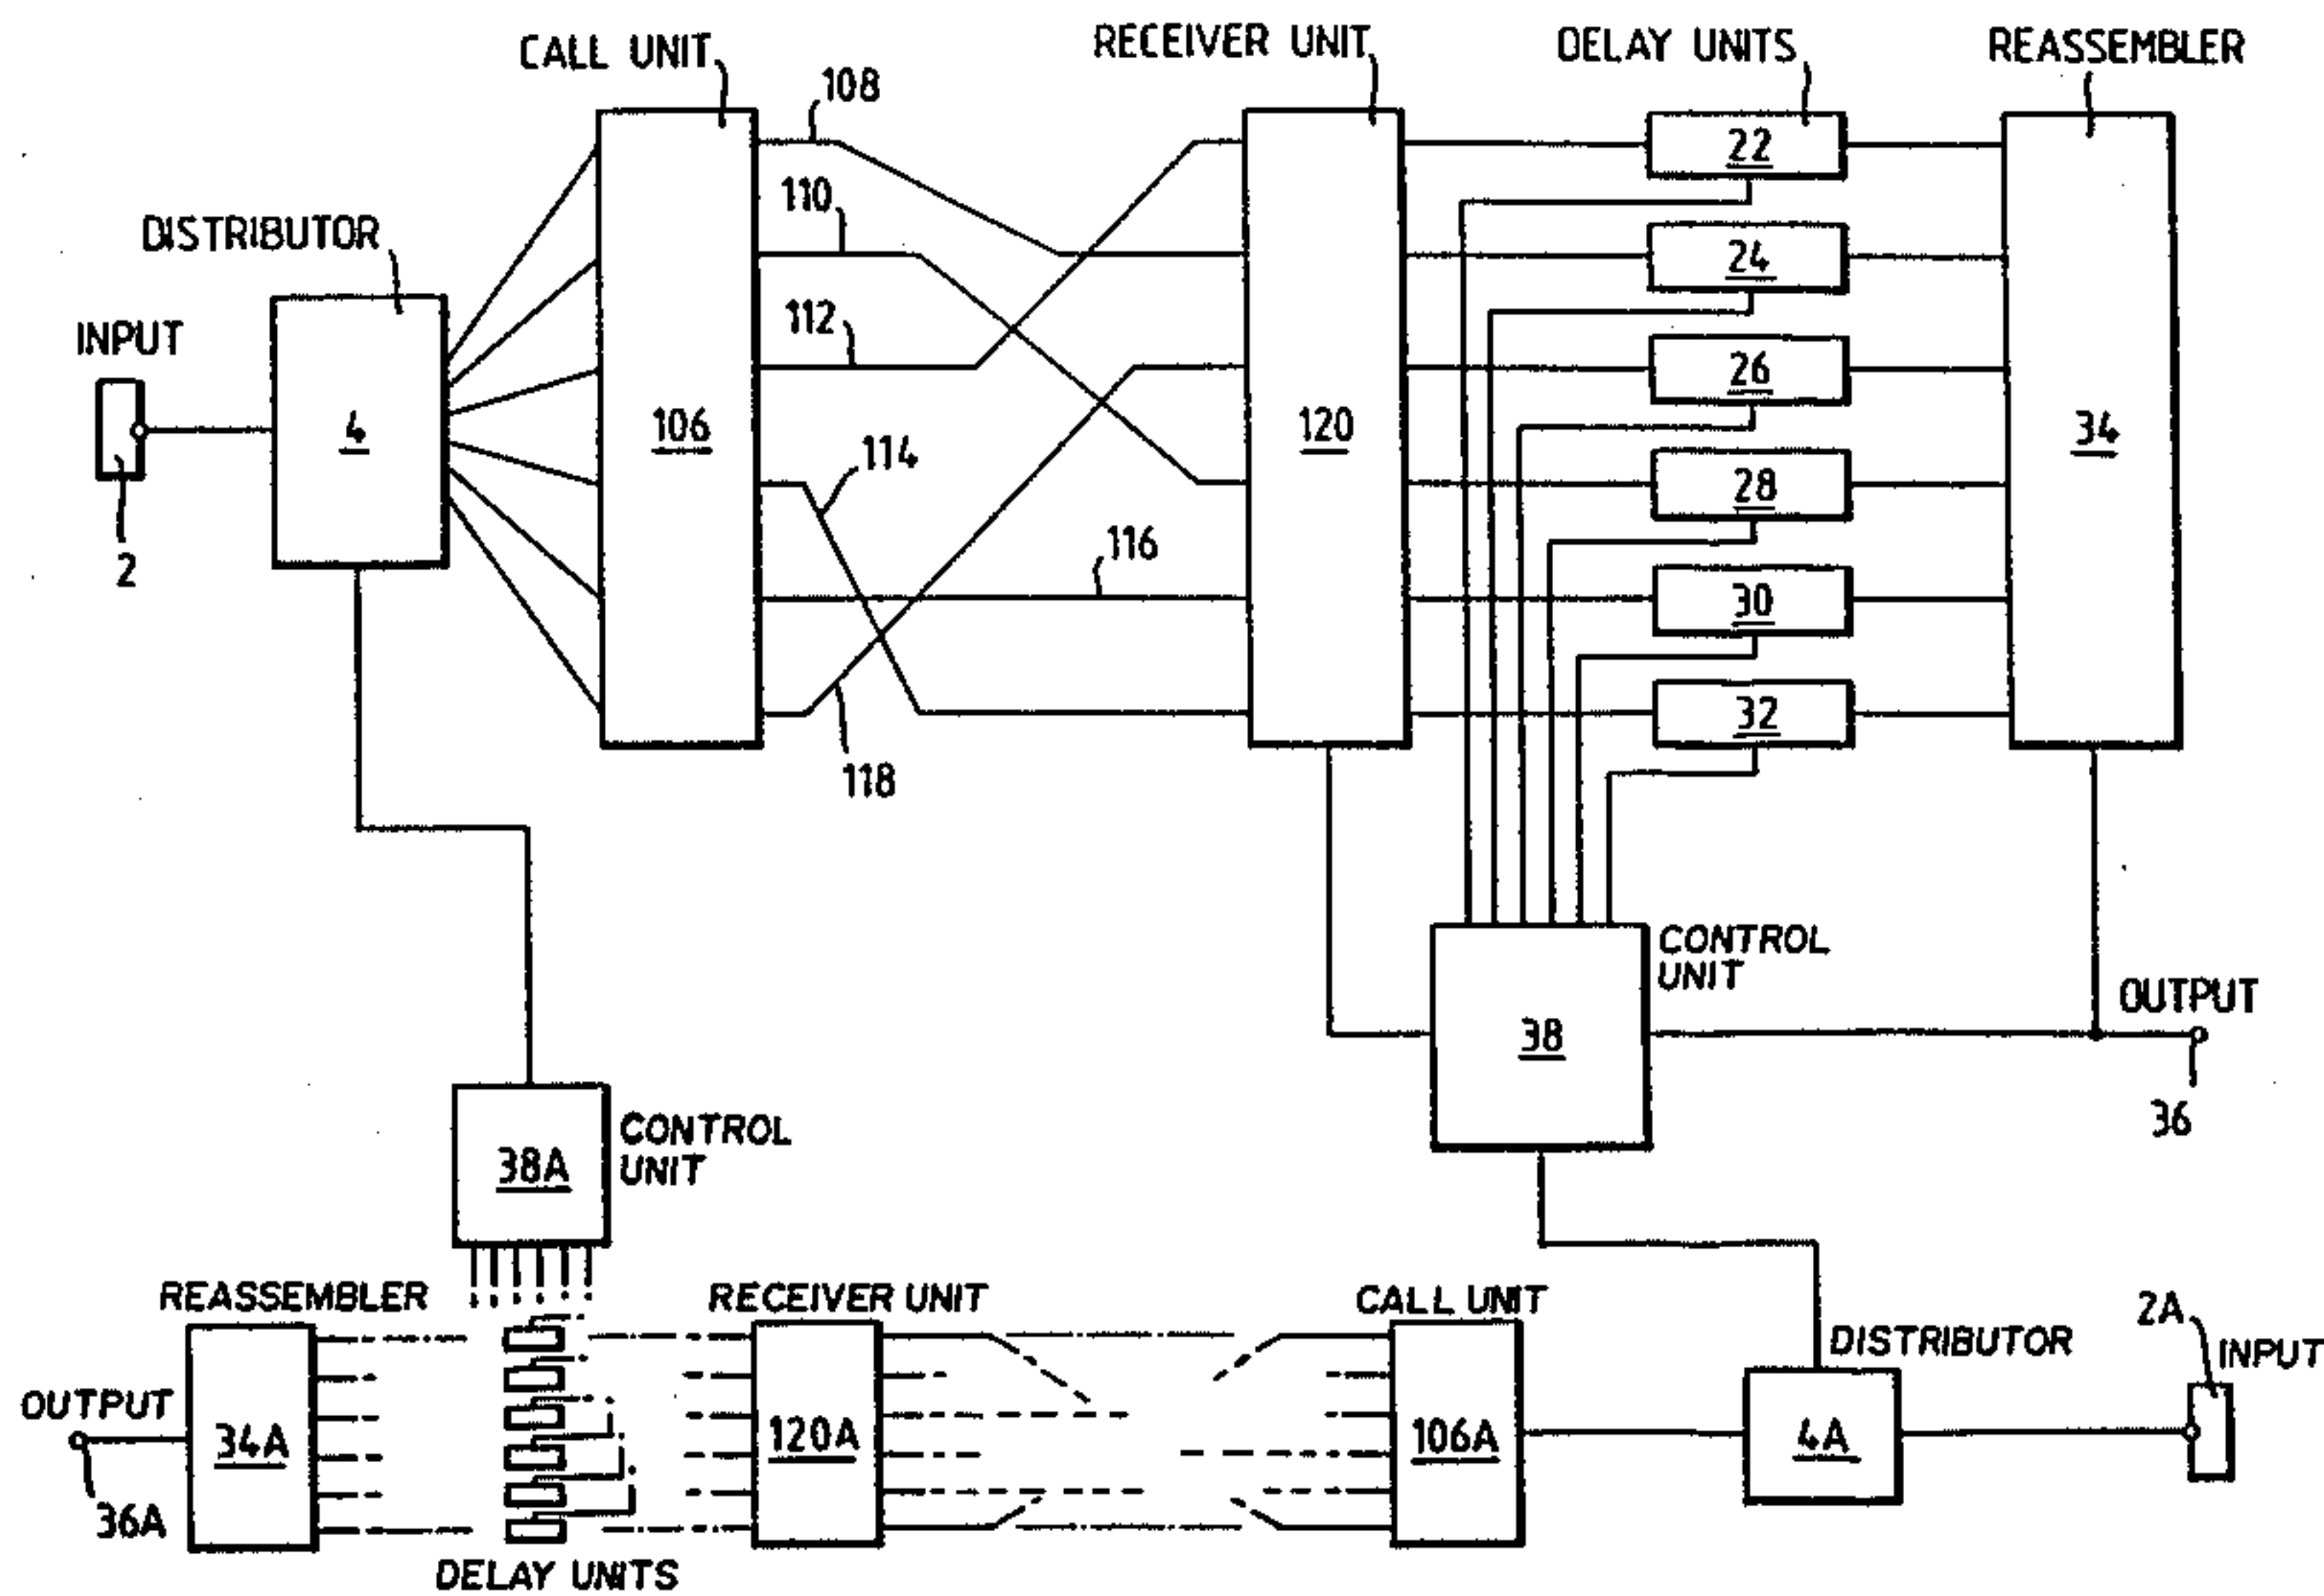 CALL UNIT
RECEIVER UNIT
DELAY UNITS
REASSEMBLER
108
22
110
DISTRIBUTOR
24
INPUT
112
26
4
106
120
34
114
28
2
116
30
32
118
CONTROL
UNIT
OUTPUT
38
36
CONTROL
UNIT
38A
REASSEMBLER
RECEIVER UNIT
CALL UNIT
2A
DISTRIBUTOR
INPUT
OUTPUT
34A
120A
106A
4A
36A
DELAY UNITS